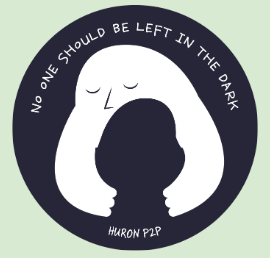 NO ONE SHOULD BE LEFT IN THE DARK
HURON P2P